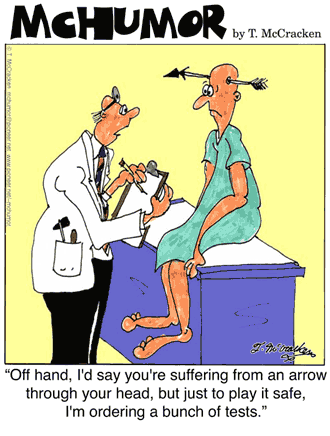 McHUMOR by T. McCracken
"Off hand, I'd say you're suffering from an arrow
through your head, but just to play it safe,
I'm ordering a bunch of tests."